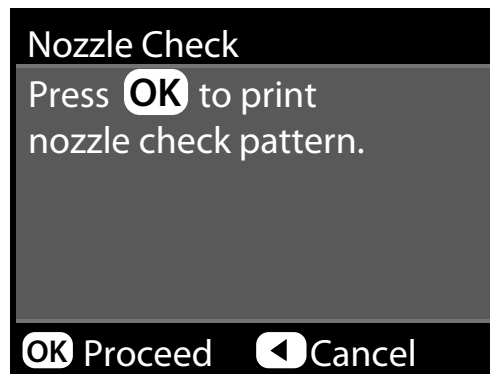 Nozzle Check
Press OK to print
nozzle check pattern.
OK Proceed ◀ Cancel